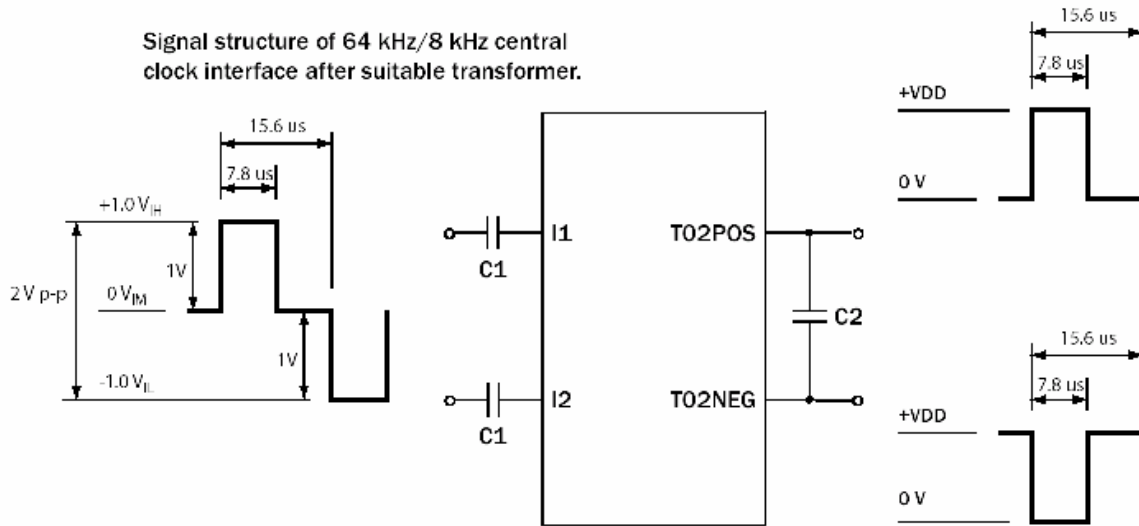 Signal structure of 64 kHz/8 kHz central
clock interface after suitable transformer.
15.6 us
7.8 us
+1.0 VIH
1V
2 V p-p
0 VIM
1V
-1.0 VIL
C1
I1
C1
I2
TO2POS
C2
TO2NEG
15.6 us
7.8 us
+VDD
0 V
15.6 us
7.8 us
+VDD
0 V